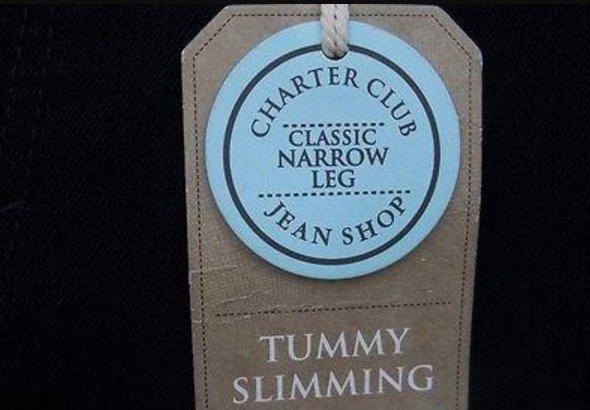 CHARTER CLUB
CLASSIC
NARROW
LEG
JEAN SHOP
TUMMY
SLIMMING